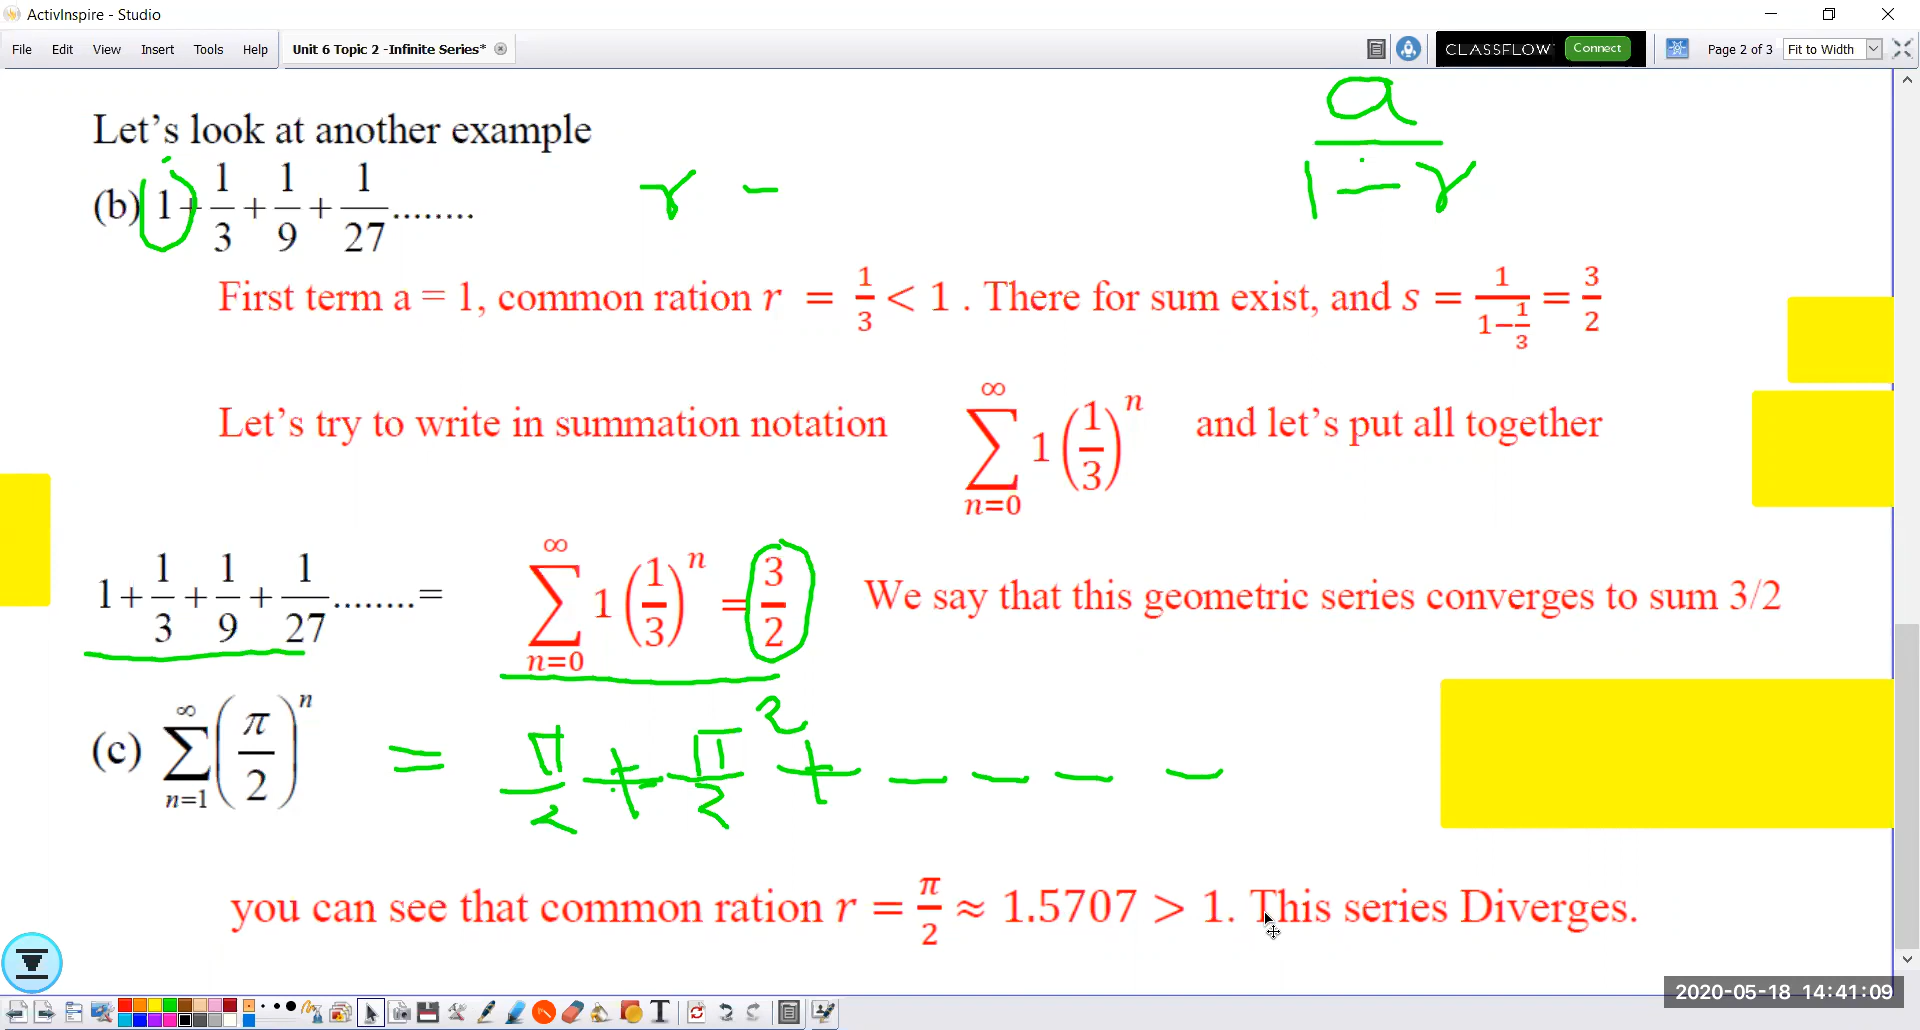 ActivInspire - Studio
File Edit View Insert Tools Help Unit 6 Topic 2 -Infinite Series* CLASSFLOW Connect Page 2 of 3 Fit to Width
Let's look at another example
a
(b) 1+1/3+1/9+1/27........ r - 1-r
First term a = 1, common ration r = 1/3 < 1 . There for sum exist, and s = 1/(1−1/3) = 3/2
Let's try to write in summation notation ∑_{n=0}^{∞} 1(1/3)^n and let's put all together
1+1/3+1/9+1/27........= ∑_{n=0}^{∞} 1(1/3)^n = 3/2 We say that this geometric series converges to sum 3/2
(c) ∑_{n=1}^{∞} (π/2)^n = π/2 + π/2^2 + - - - -
you can see that common ration r = π/2 ≈ 1.5707 > 1. This series Diverges.
2020-05-18 14:41:09